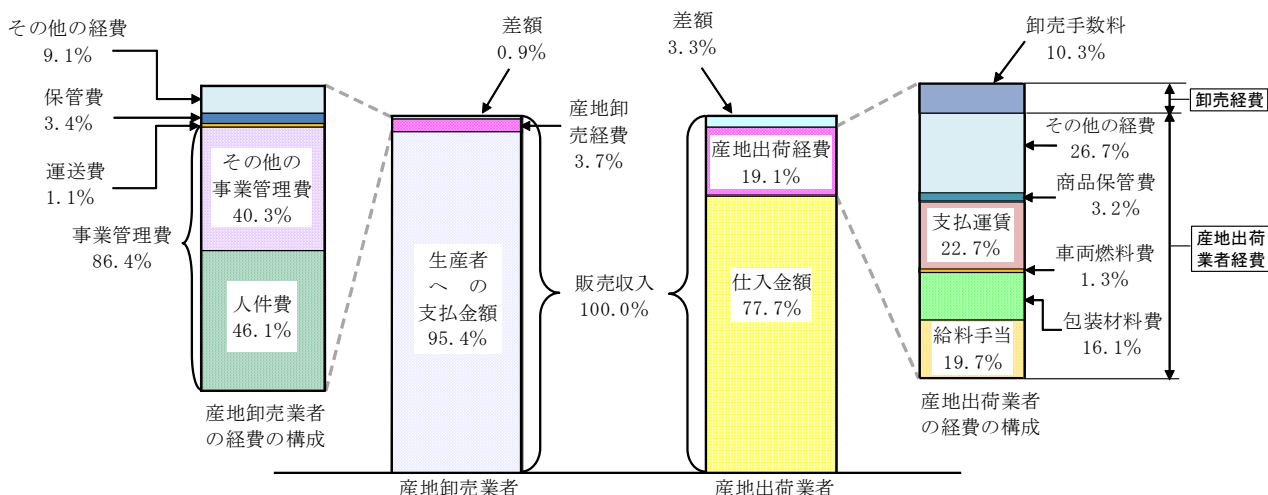 その他の経費
9.1%
保管費
3.4%
運送費
1.1%
事業管理費
86.4%
その他の
事業管理費
40.3%
人件費
46.1%
産地卸売業者
の経費の構成
差額
0.9%
産地卸
売経費
3.7%
生産者
へ の
支払金額
95.4%
産地卸売業者
販売収入
100.0%
差額
3.3%
産地出荷経費
19.1%
仕入金額
77.7%
産地出荷業者
卸売手数料
10.3%
卸売経費
その他の経費
26.7%
商品保管費
3.2%
支払運賃
22.7%
車両燃料費
1.3%
包装材料費
16.1%
給料手当
19.7%
産地出荷
業者経費
産地出荷業者
の経費の構成